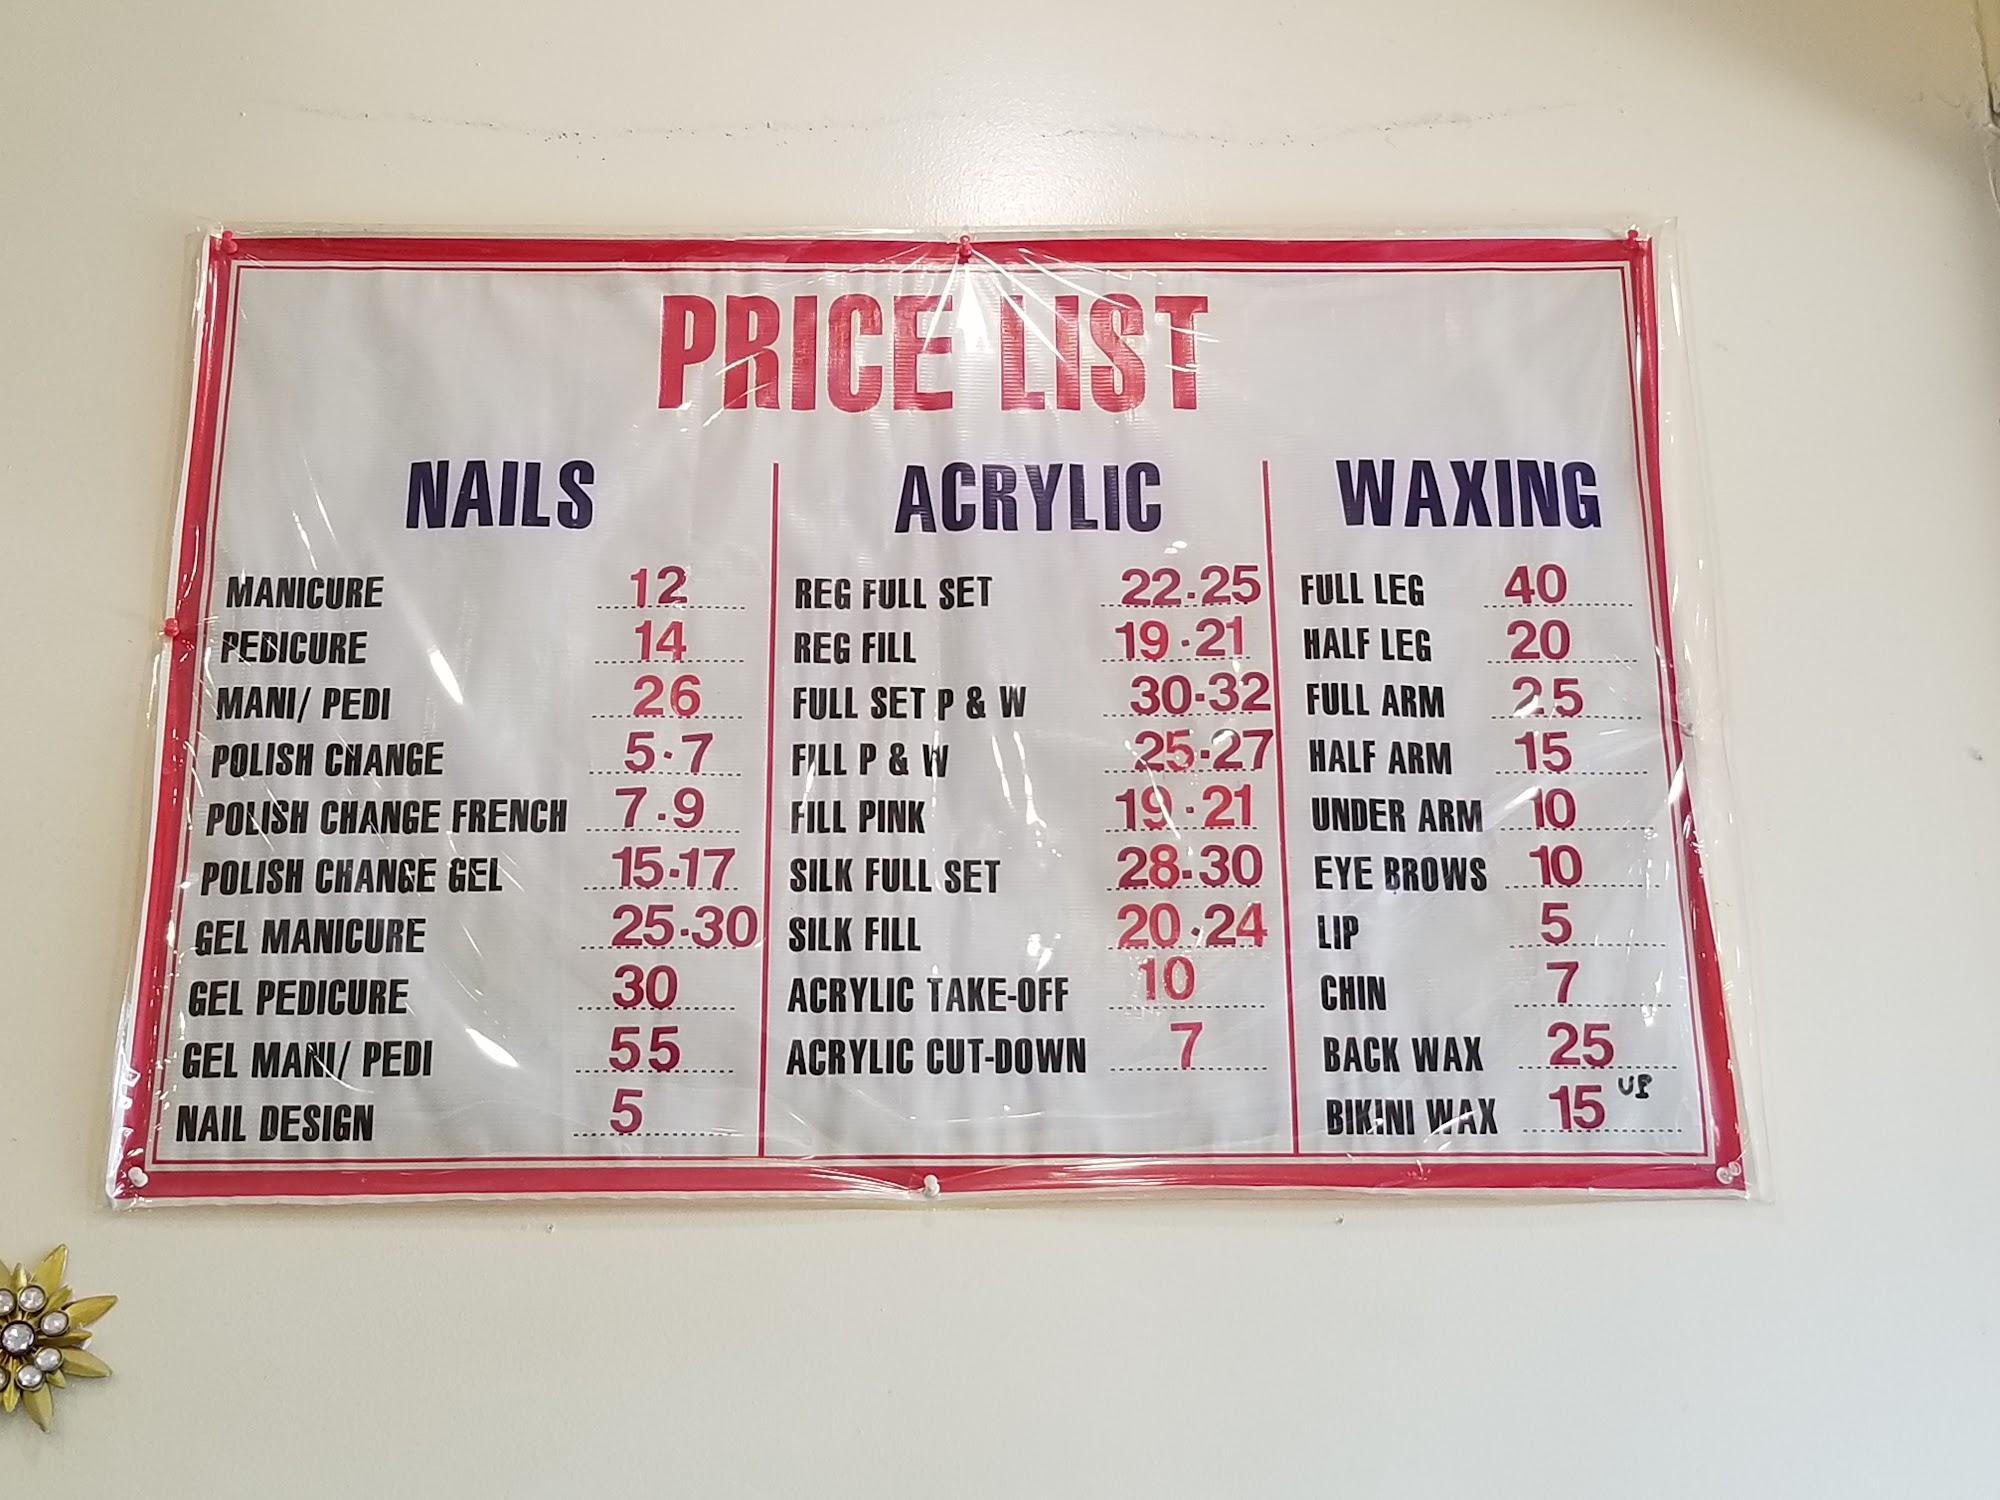 PRICE LIST
NAILS
MANICURE 12
PEDICURE 14
MANI/ PEDI 26
POLISH CHANGE 5·7
POLISH CHANGE FRENCH 7·9
POLISH CHANGE GEL 15·17
GEL MANICURE 25·30
GEL PEDICURE 30
GEL MANI/ PEDI 55
NAIL DESIGN 5
ACRYLIC
REG FULL SET 22·25
REG FILL 19·21
FULL SET P & W 30·32
FILL P & W 25·27
FILL PINK 19·21
SILK FULL SET 28·30
SILK FILL 20·24
ACRYLIC TAKE-OFF 10
ACRYLIC CUT-DOWN 7
WAXING
FULL LEG 40
HALF LEG 20
FULL ARM 25
HALF ARM 15
UNDER ARM 10
EYE BROWS 10
LIP 5
CHIN 7
BACK WAX 25
BIKINI WAX 15 UP